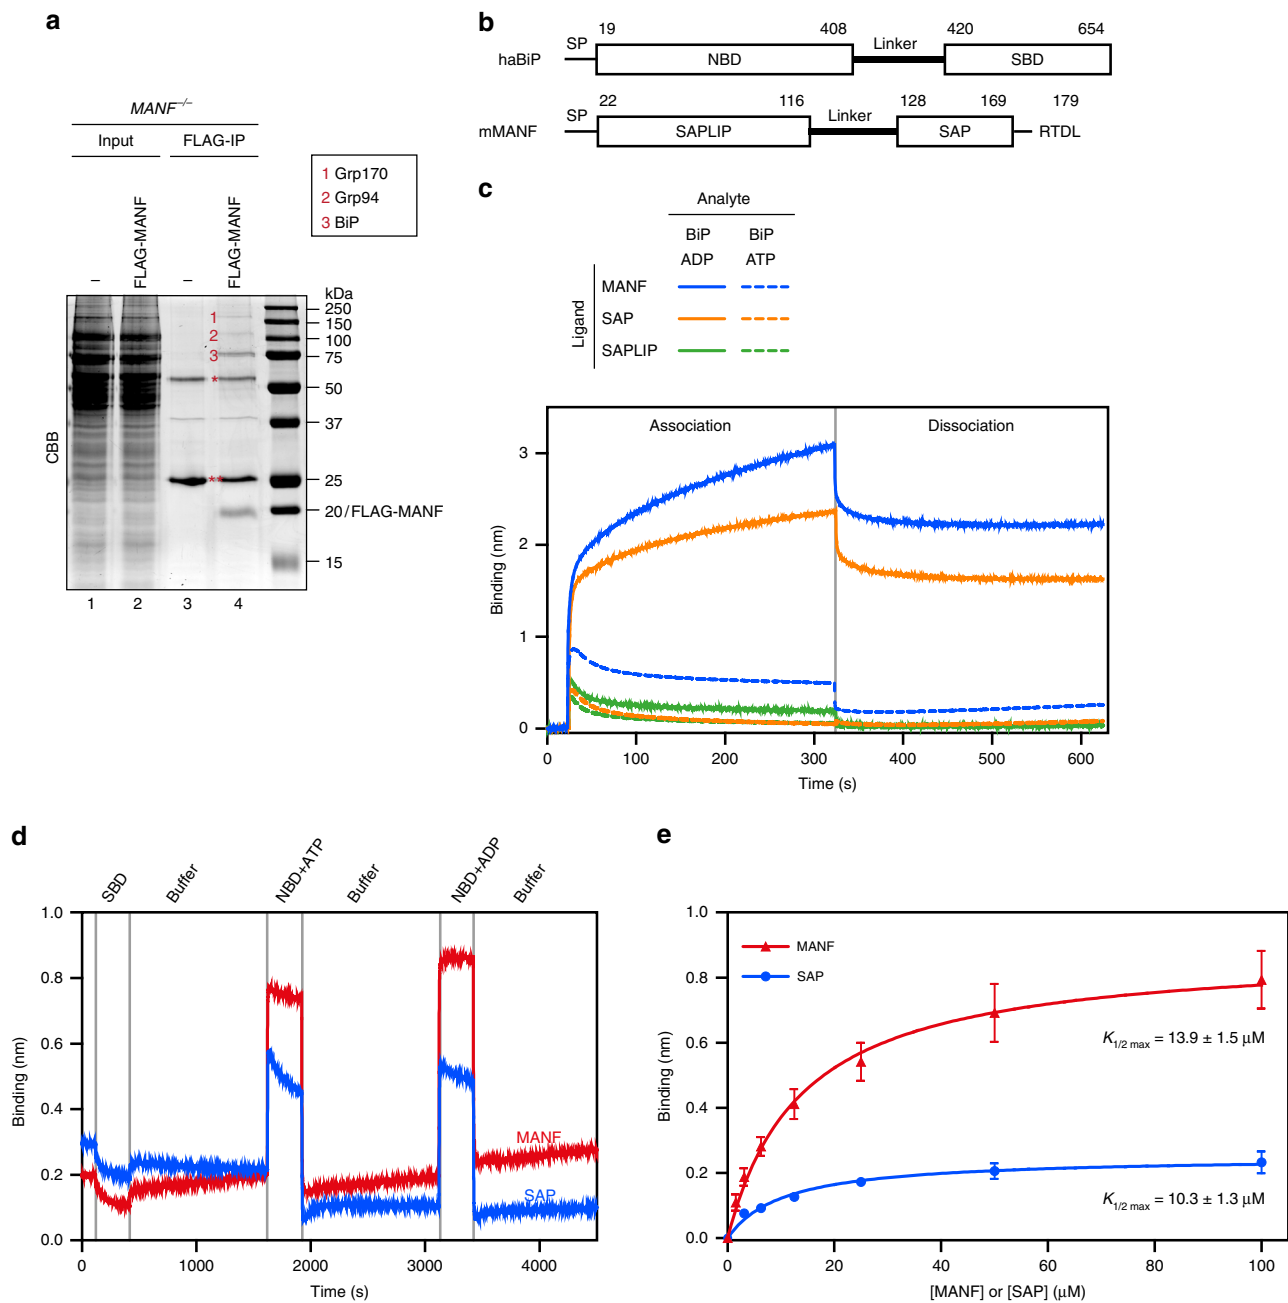 a
MANF−/−
Input
FLAG-IP
–
FLAG-MANF
–
FLAG-MANF
1 Grp170
2 Grp94
3 BiP
kDa
250
150
100
75
50
37
25
20/FLAG-MANF
15
1
2
3
*
**
CBB
1 2 3 4
b
haBiP
SP
19
408
Linker
420
654
NBD
SBD
mMANF
SP
22
116
Linker
128
169
179
SAPLIP
SAP
RTDL
c
Analyte
BiP BiP
ADP ATP
Ligand
MANF
SAP
SAPLIP
Association
Dissociation
Binding (nm)
3
2
1
0
0 100 200 300 400 500 600
Time (s)
d
SBD
Buffer
NBD+ATP
Buffer
NBD+ADP
Buffer
Binding (nm)
1.0
0.8
0.6
0.4
0.2
0.0
MANF
SAP
0 1000 2000 3000 4000
Time (s)
e
Binding (nm)
1.0
0.8
0.6
0.4
0.2
0.0
MANF
SAP
K1/2 max = 13.9 ± 1.5 μM
K1/2 max = 10.3 ± 1.3 μM
0 20 40 60 80 100
[MANF] or [SAP] (μM)